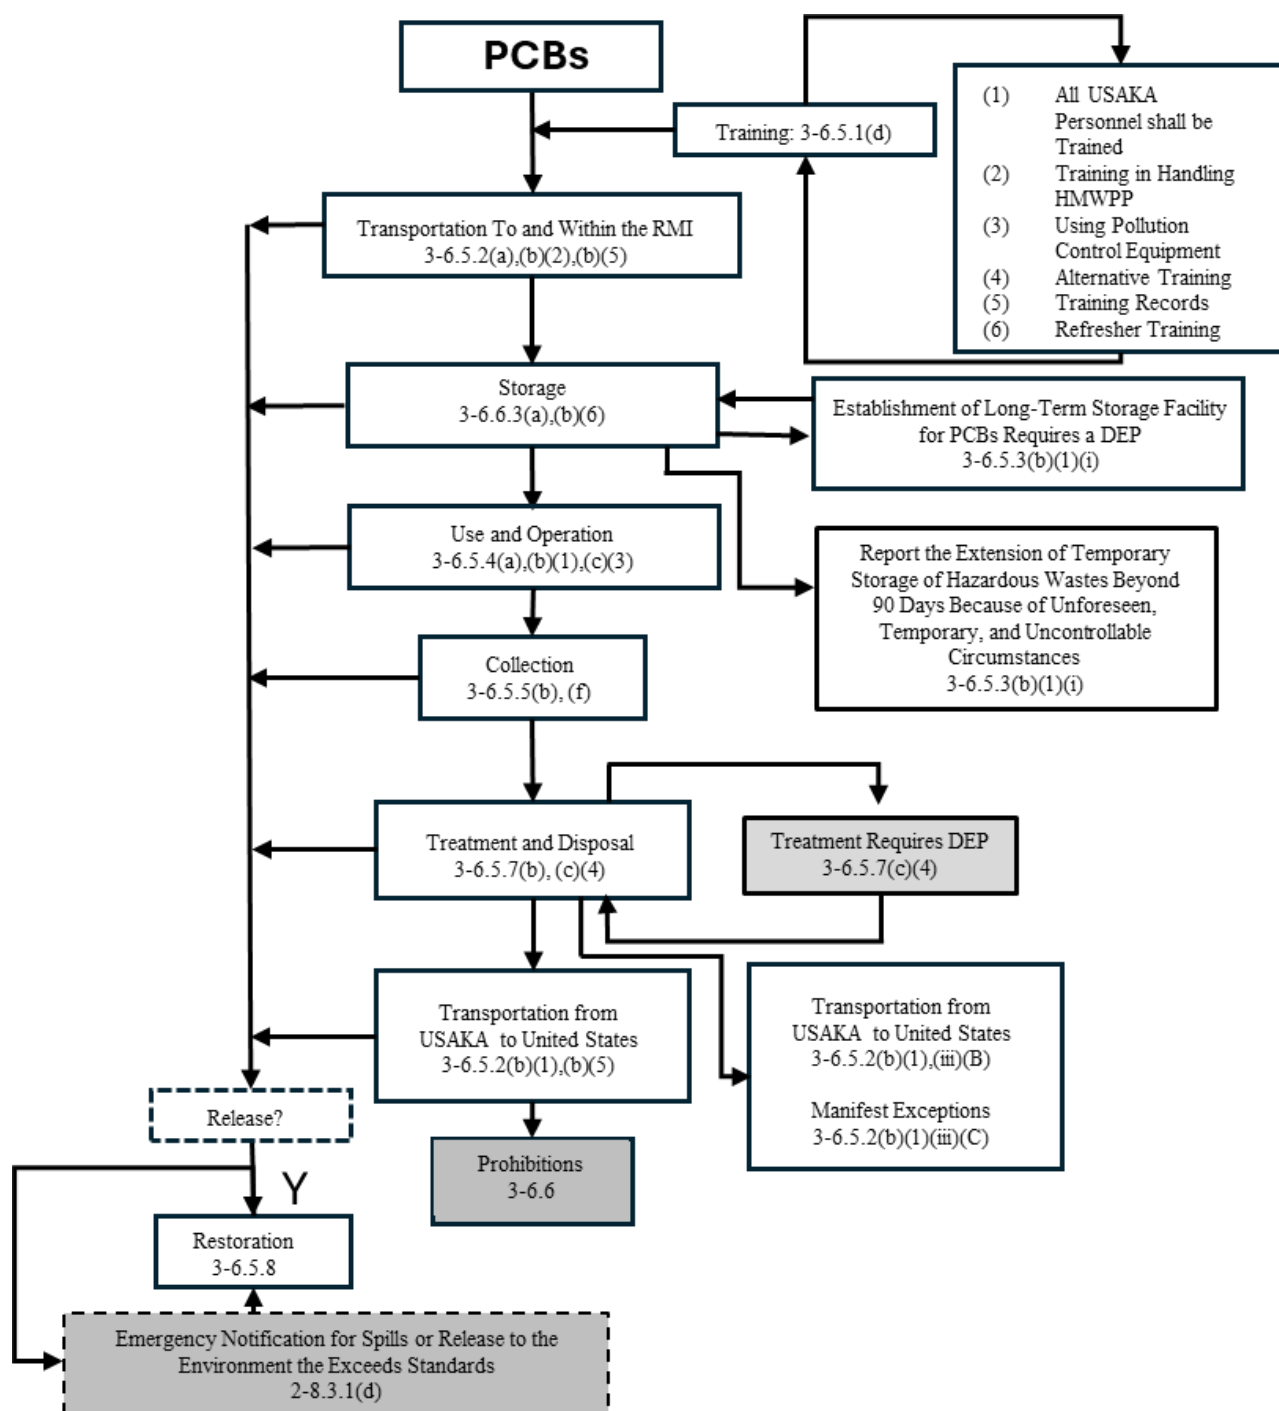 PCBs
Training: 3-6.5.1(d)
(1) All USAKA
Personnel shall be
Trained
(2) Training in Handling
HMWPP
(3) Using Pollution
Control Equipment
(4) Alternative Training
(5) Training Records
(6) Refresher Training
Transportation To and Within the RMI
3-6.5.2(a),(b)(2),(b)(5)
Storage
3-6.6.3(a),(b)(6)
Establishment of Long-Term Storage Facility
for PCBs Requires a DEP
3-6.5.3(b)(1)(i)
Use and Operation
3-6.5.4(a),(b)(1),(c)(3)
Report the Extension of Temporary
Storage of Hazardous Wastes Beyond
90 Days Because of Unforeseen,
Temporary, and Uncontrollable
Circumstances
3-6.5.3(b)(1)(i)
Collection
3-6.5.5(b), (f)
Treatment and Disposal
3-6.5.7(b), (c)(4)
Treatment Requires DEP
3-6.5.7(c)(4)
Transportation from
USAKA to United States
3-6.5.2(b)(1),(b)(5)
Transportation from
USAKA to United States
3-6.5.2(b)(1),(iii)(B)
Manifest Exceptions
3-6.5.2(b)(1)(iii)(C)
Release?
Prohibitions
3-6.6
Y
Restoration
3-6.5.8
Emergency Notification for Spills or Release to the
Environment the Exceeds Standards
2-8.3.1(d)